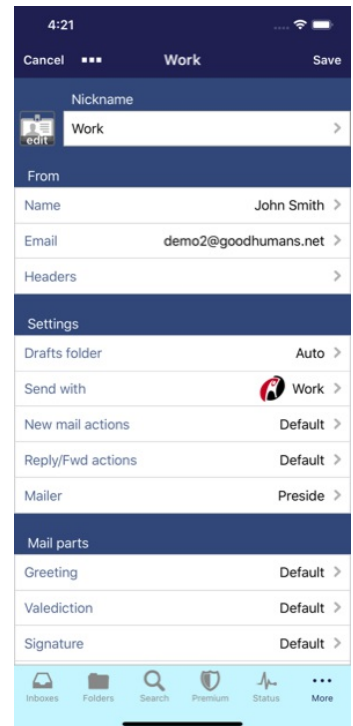 4:21
Cancel ▪▪▪ Work Save
Nickname
edit
Work
From
Name John Smith
Email demo2@goodhumans.net
Headers
Settings
Drafts folder Auto
Send with Work
New mail actions Default
Reply/Fwd actions Default
Mailer Preside
Mail parts
Greeting Default
Valediction Default
Signature Default
Inboxes Folders Search Premium Status More